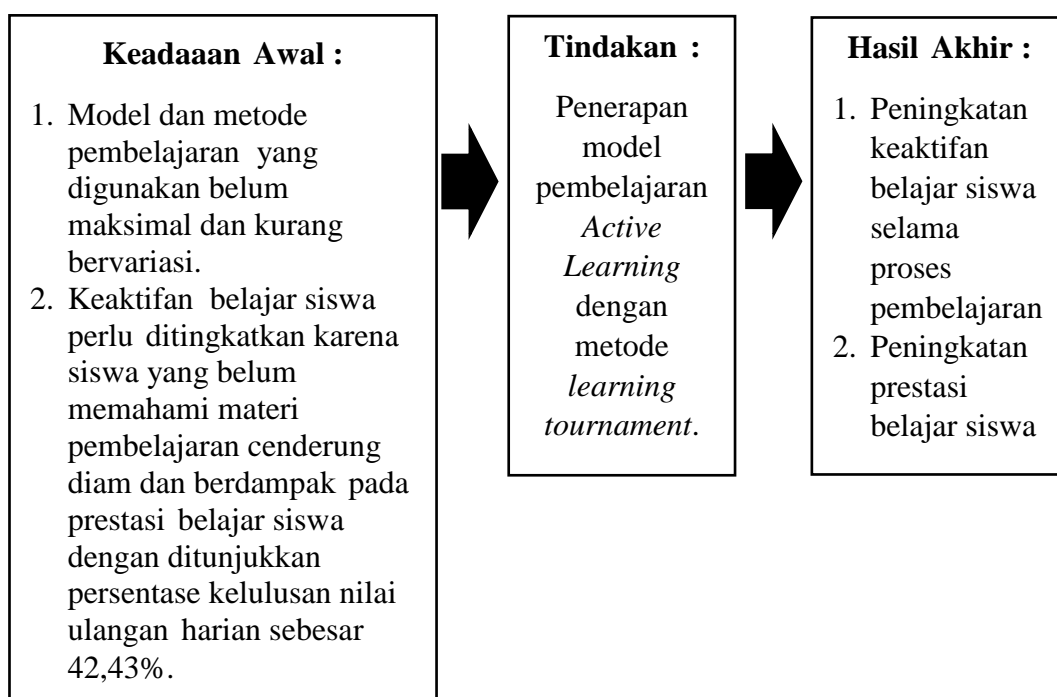 Keadaaan Awal :
1. Model dan metode
pembelajaran yang
digunakan belum
maksimal dan kurang
bervariasi.
2. Keaktifan belajar siswa
perlu ditingkatkan karena
siswa yang belum
memahami materi
pembelajaran cenderung
diam dan berdampak pada
prestasi belajar siswa
dengan ditunjukkan
persentase kelulusan nilai
ulangan harian sebesar
42,43%.
Tindakan :
Penerapan
model
pembelajaran
Active
Learning
dengan
metode
learning
tournament.
Hasil Akhir :
1. Peningkatan
keaktifan
belajar siswa
selama
proses
pembelajaran
2. Peningkatan
prestasi
belajar siswa